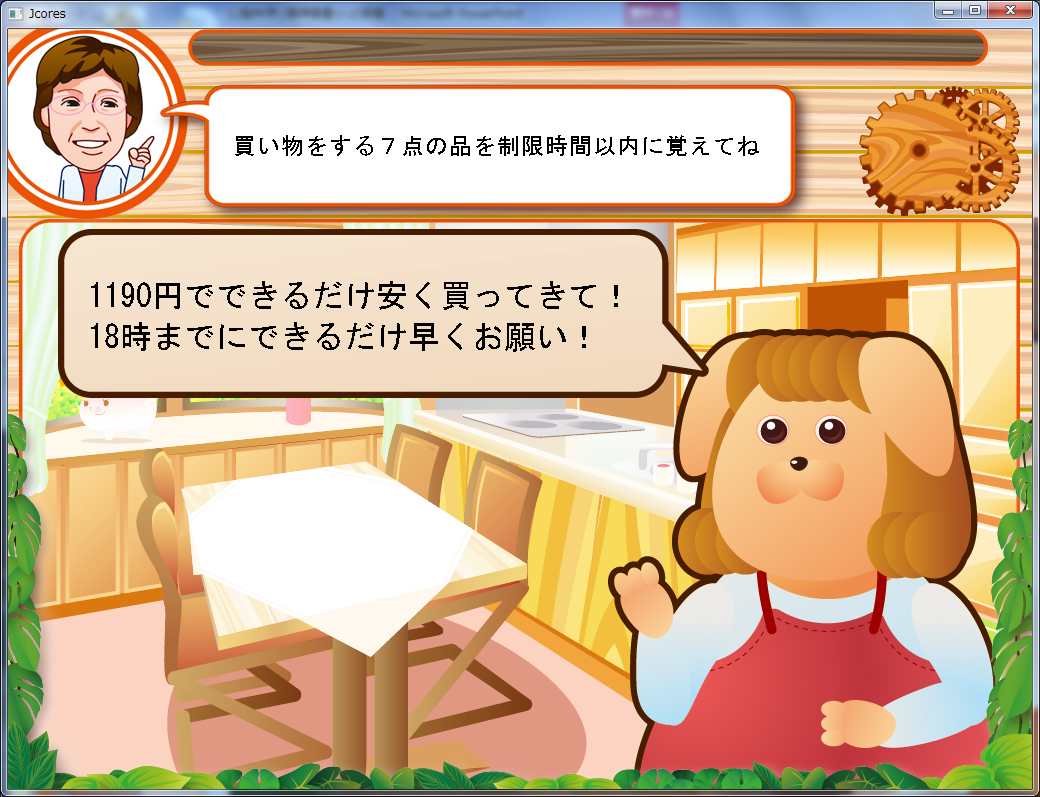 Jcores
買い物をする７点の品を制限時間以内に覚えてね
1190円でできるだけ安く買ってきて！
18時までにできるだけ早くお願い！